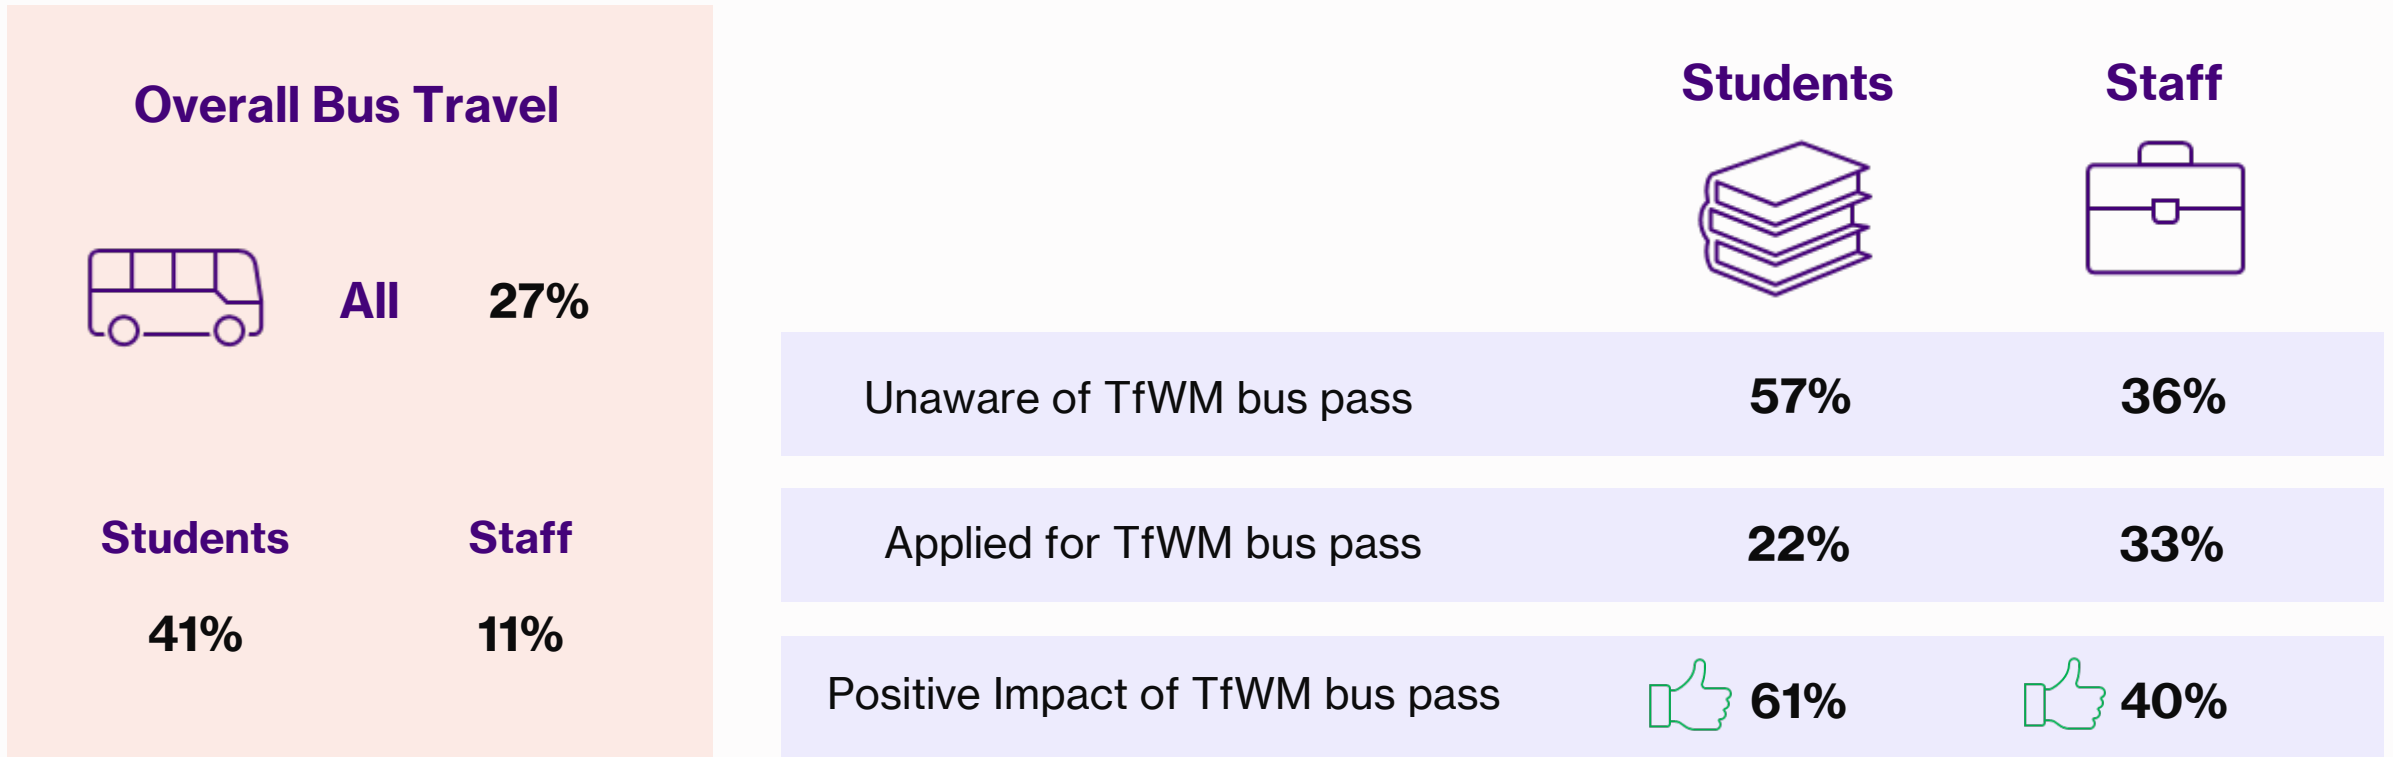 Overall Bus Travel
All 27%
Students Staff
41% 11%
Students Staff
Unaware of TfWM bus pass 57% 36%
Applied for TfWM bus pass 22% 33%
Positive Impact of TfWM bus pass 61% 40%